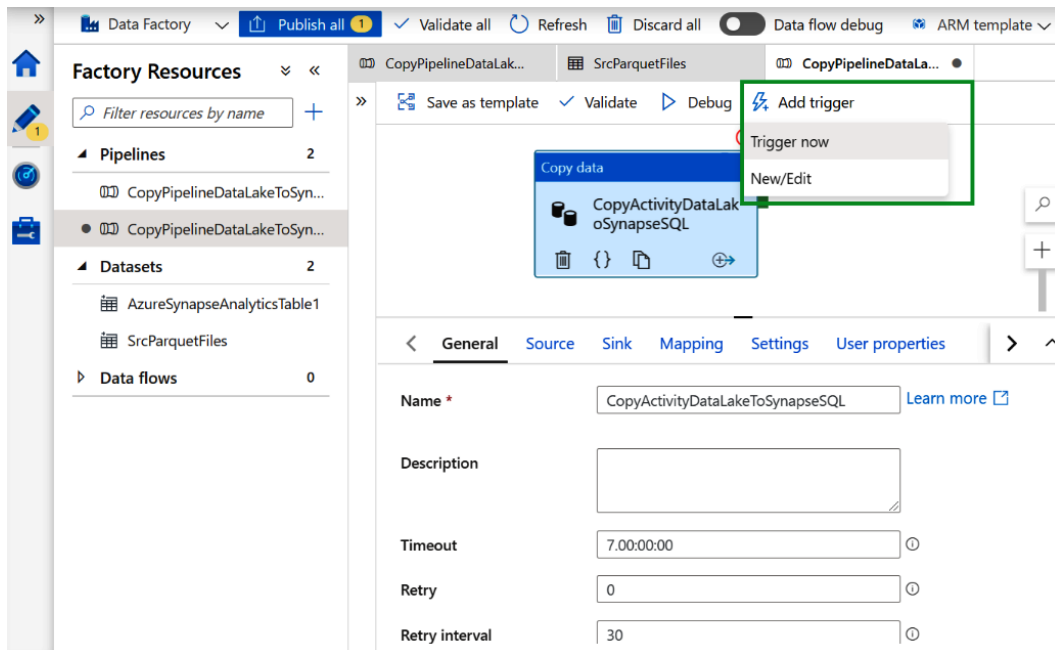 »
Data Factory
Publish all 1
Validate all
Refresh
Discard all
Data flow debug
ARM template
1
Factory Resources
«
Filter resources by name
+
Pipelines 2
CopyPipelineDataLakeToSyn...
CopyPipelineDataLakeToSyn...
Datasets 2
AzureSynapseAnalyticsTable1
SrcParquetFiles
Data flows 0
CopyPipelineDataLak...
SrcParquetFiles
CopyPipelineDataLa...
»
Save as template
Validate
Debug
Add trigger
Trigger now
New/Edit
Copy data
CopyActivityDataLak
oSynapseSQL
{}
+
General
Source
Sink
Mapping
Settings
User properties
Name *
CopyActivityDataLakeToSynapseSQL
Learn more
Description
Timeout
7.00:00:00
Retry
0
Retry interval
30